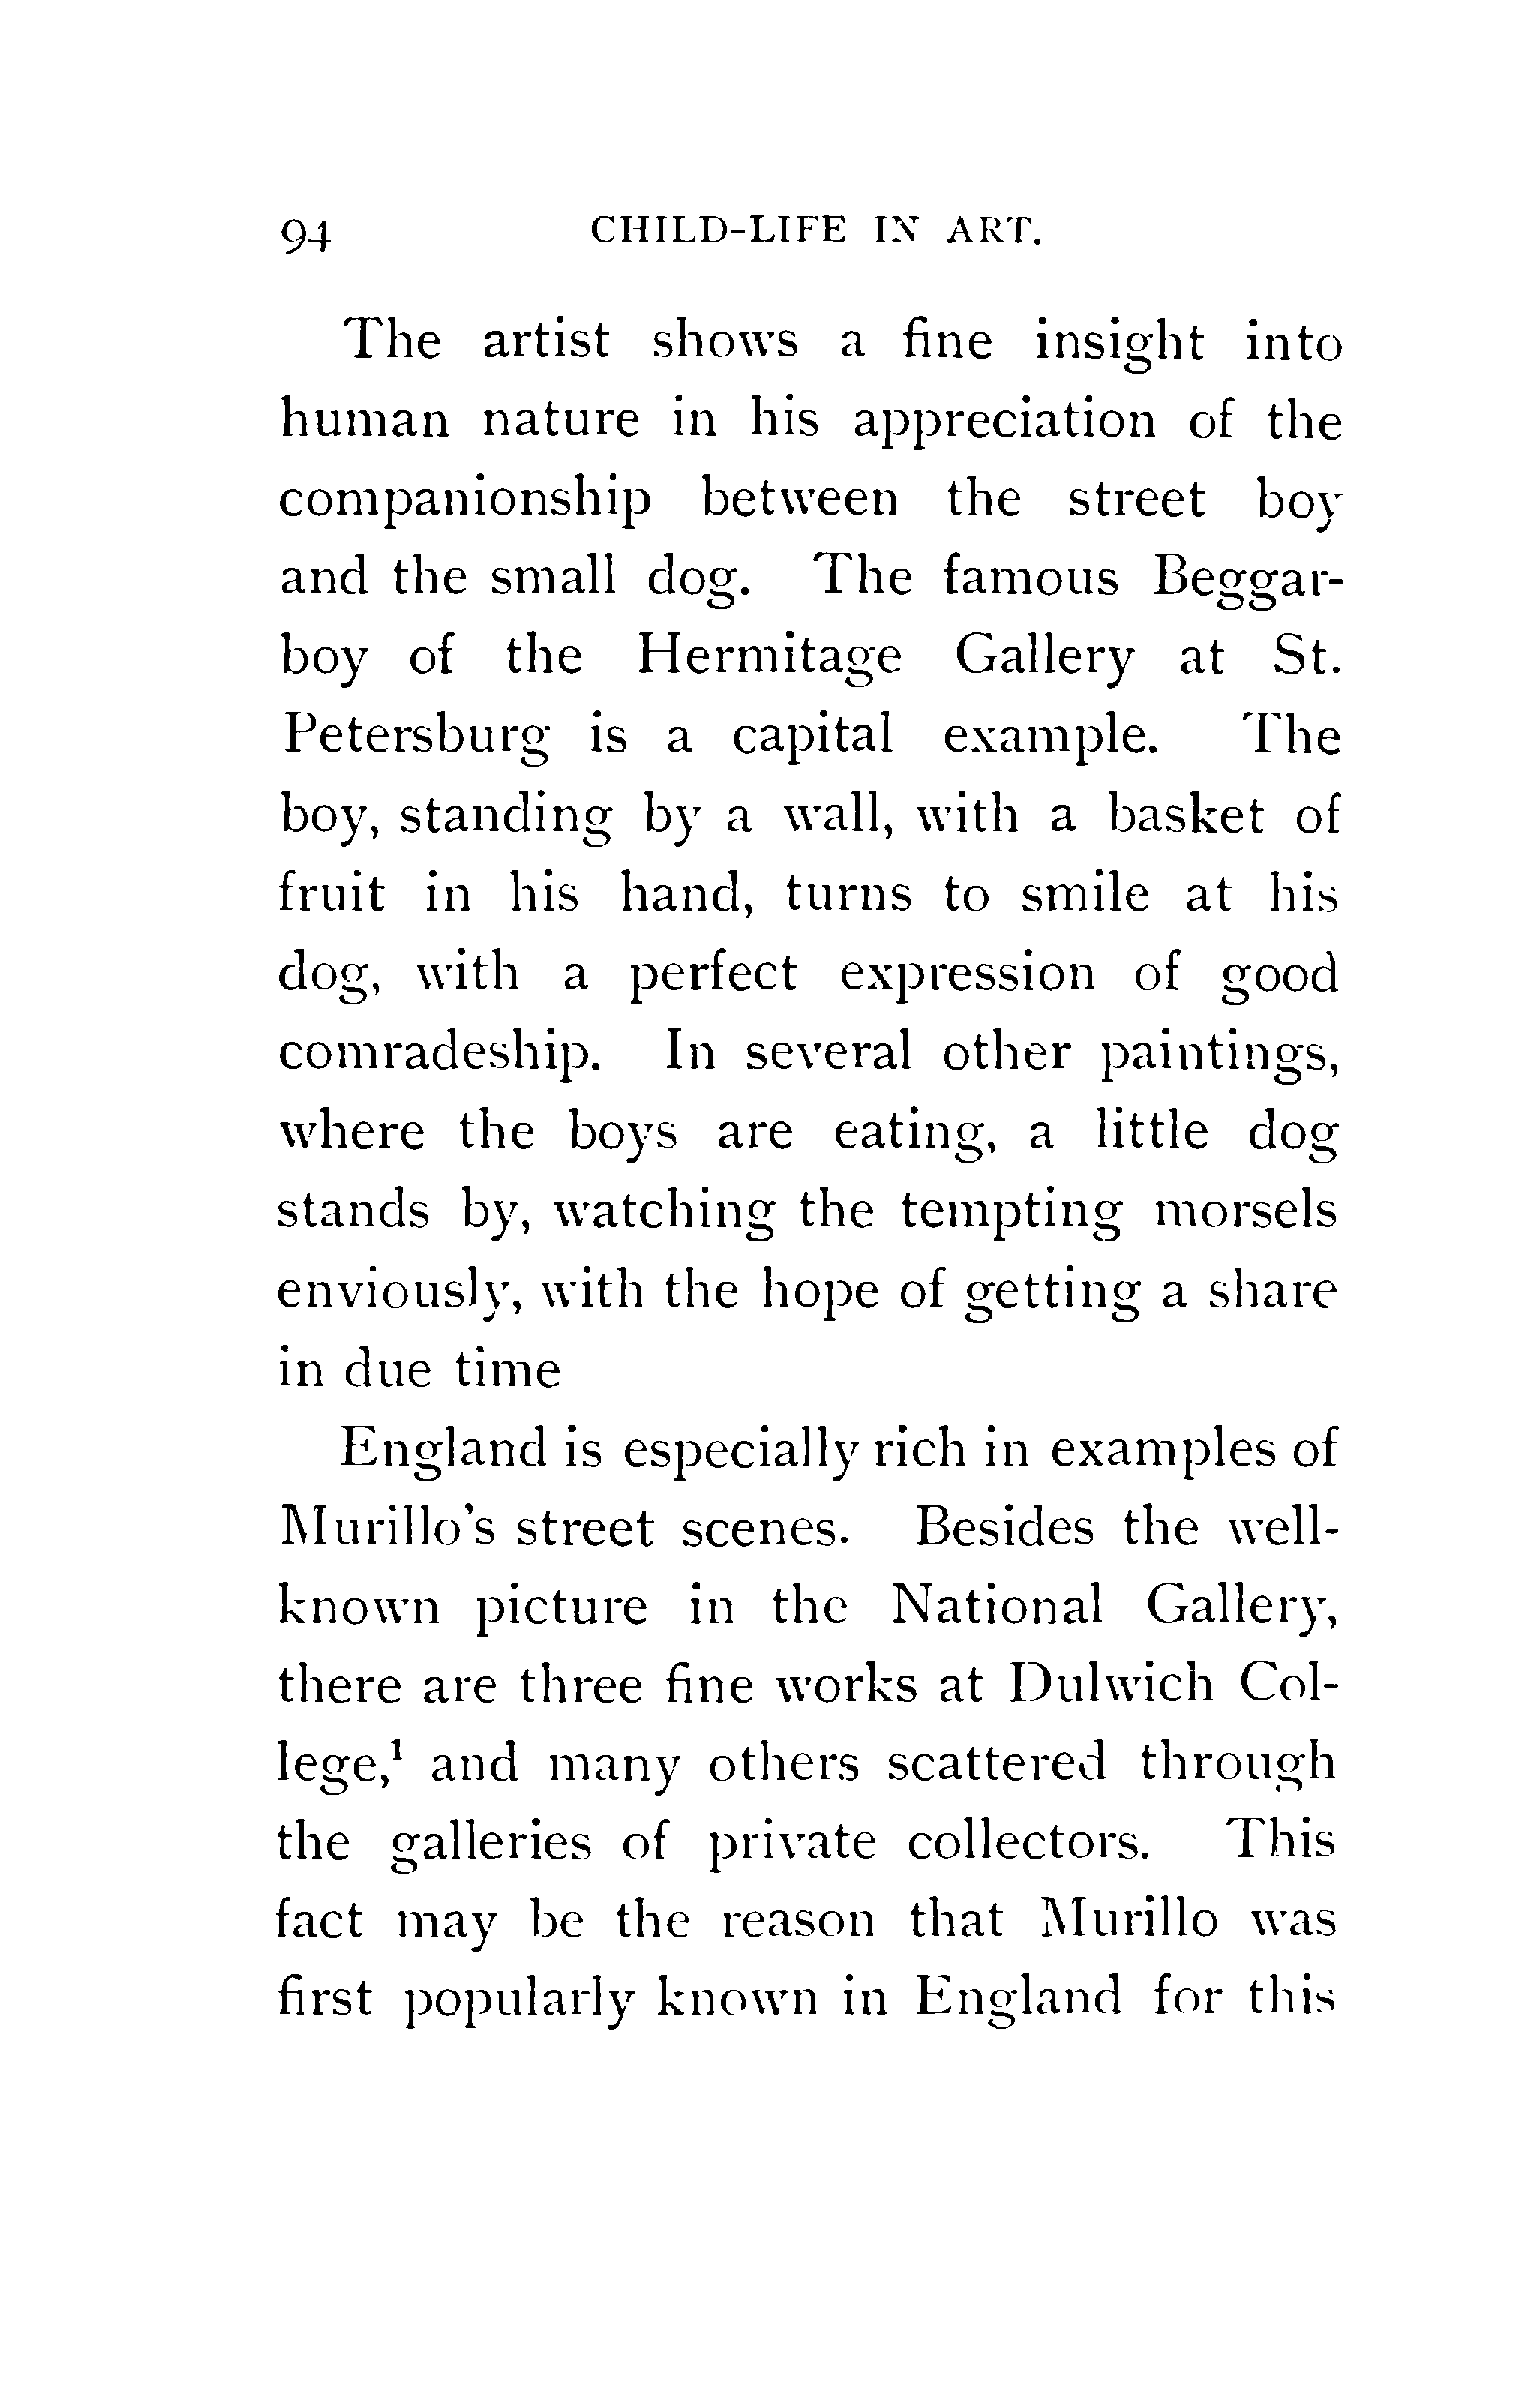 94 CHILD-LIFE IN ART.
The artist shows a fine insight into
human nature in his appreciation of the
companionship between the street boy
and the small dog. The famous Beggar-
boy of the Hermitage Gallery at St.
Petersburg is a capital example. The
boy, standing by a wall, with a basket of
fruit in his hand, turns to smile at his
dog, with a perfect expression of good
comradeship. In several other paintings,
where the boys are eating, a little dog
stands by, watching the tempting morsels
enviously, with the hope of getting a share
in due time
England is especially rich in examples of
Murillo's street scenes. Besides the well-
known picture in the National Gallery,
there are three fine works at Dulwich Col-
lege,¹ and many others scattered through
the galleries of private collectors. This
fact may be the reason that Murillo was
first popularly known in England for this